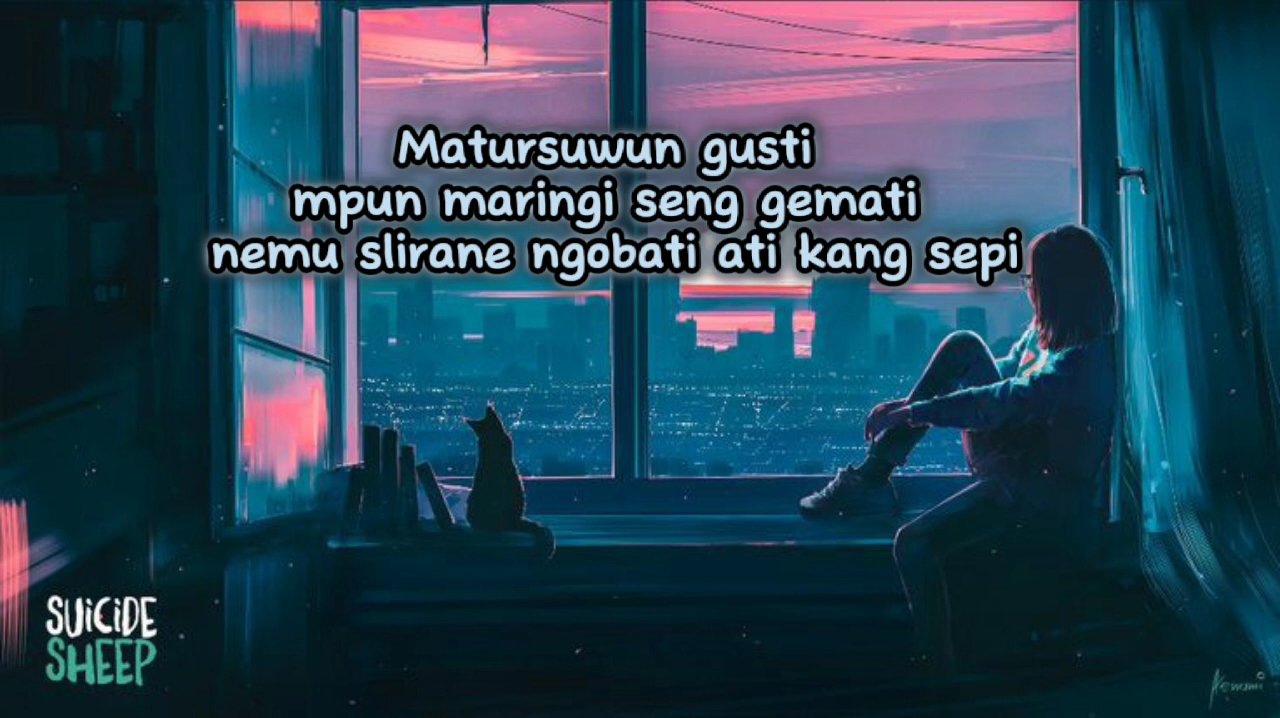 Matursuwun gusti
mpun maringi seng gemati
nemu slirane ngobati ati kang sepi
SUiCiDE
SHEEP